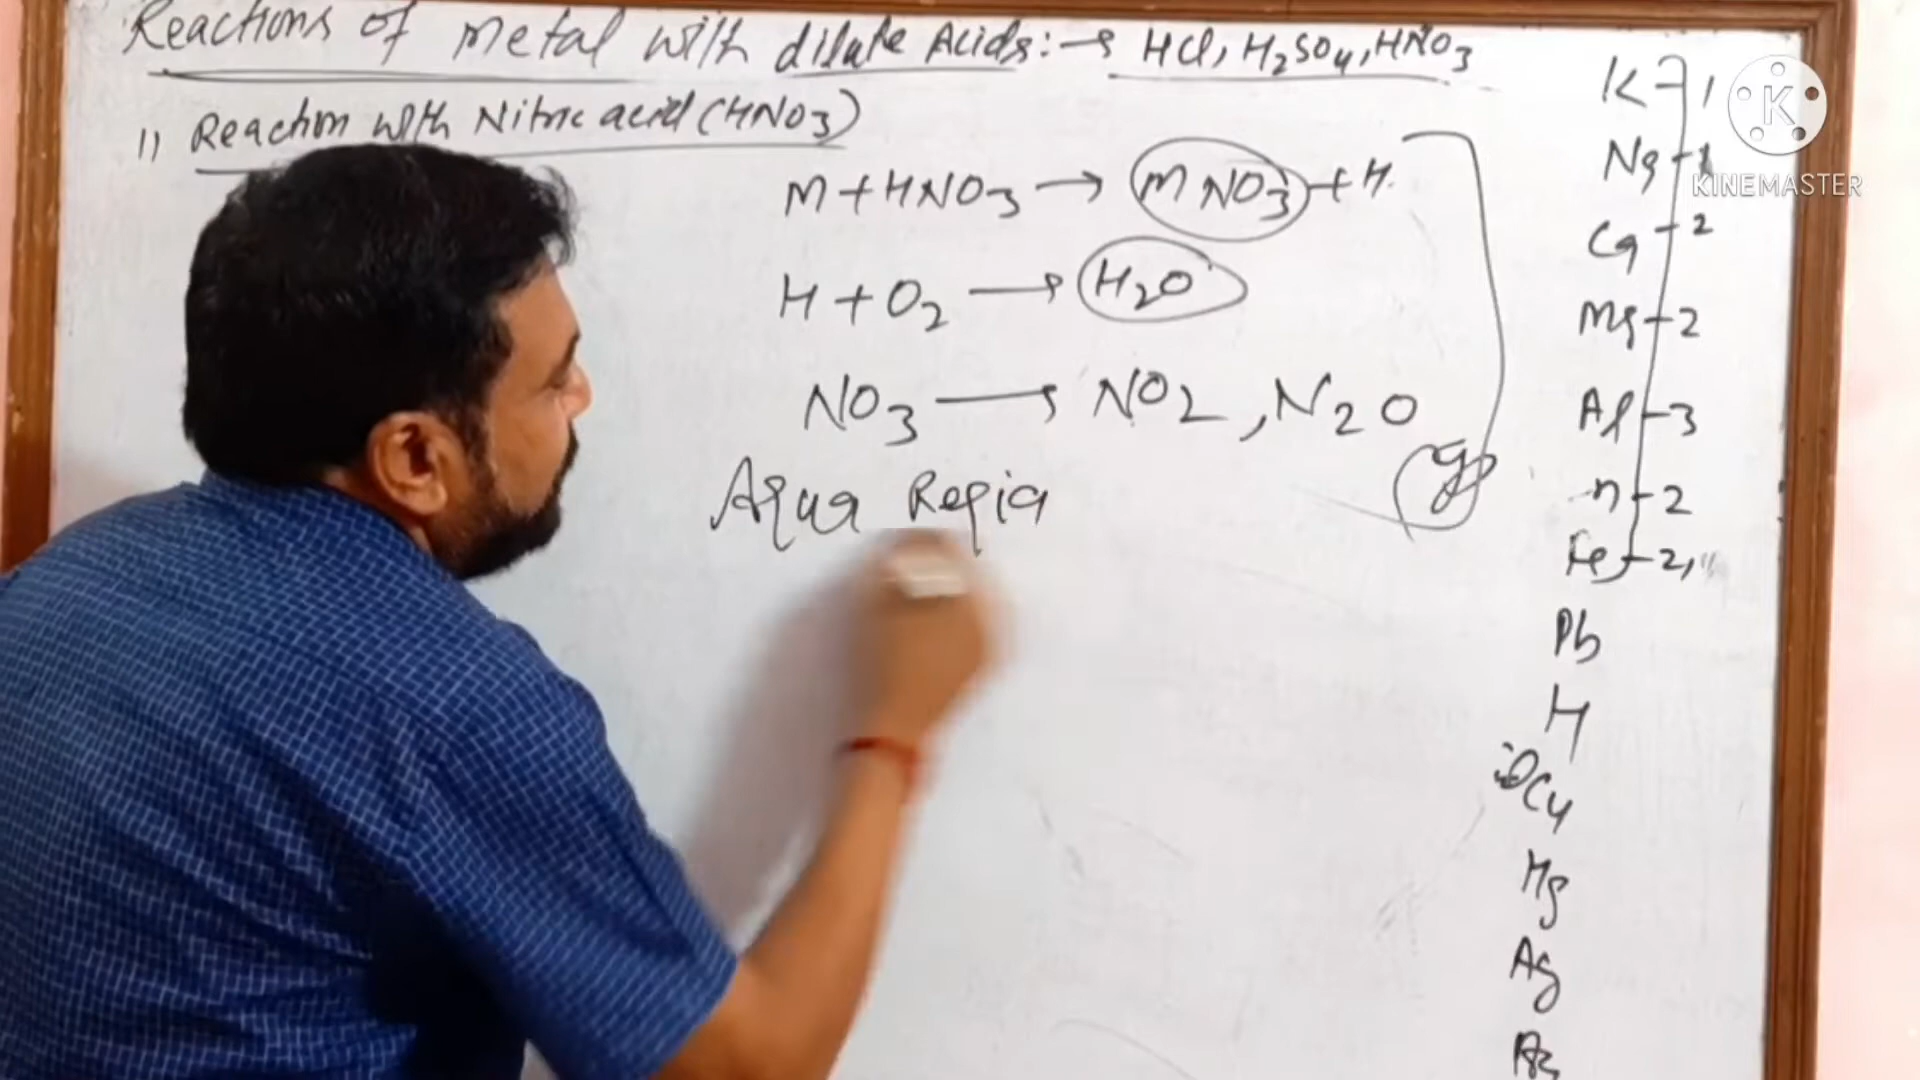 Reactions of metal with dilute Acids:→ HCl, H2SO4, HNO3
1) Reaction with Nitric acid (HNO3)
M + HNO3 → MNO3 + H
H + O2 → H2O
NO3 → NO2, N2O
Aqua Regia
K - 1
Na - 1
Ca - 2
Mg - 2
Al - 3
n - 2
Fe - 2,
Pb
H
Cu
Hg
Ag
K
KINEMASTER